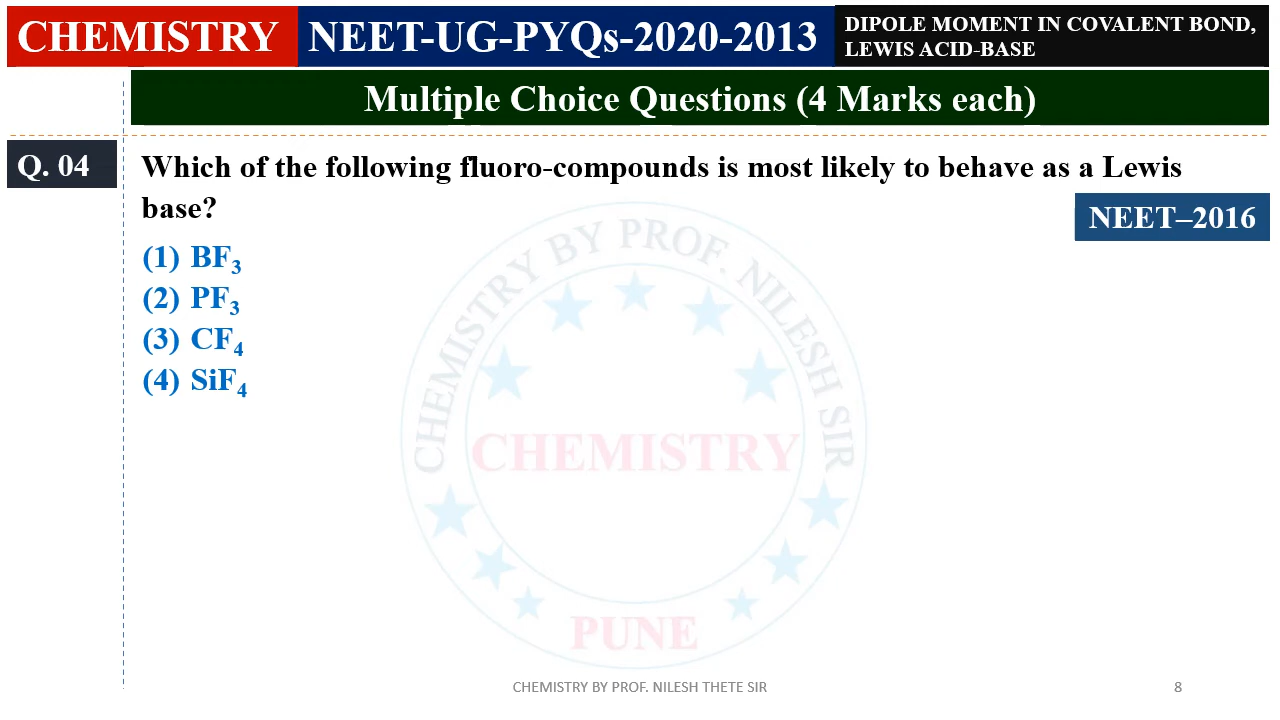 CHEMISTRY NEET-UG-PYQs-2020-2013 DIPOLE MOMENT IN COVALENT BOND,
LEWIS ACID-BASE
Multiple Choice Questions (4 Marks each)
Q. 04 Which of the following fluoro-compounds is most likely to behave as a Lewis
base?
NEET–2016
(1) BF₃
(2) PF₃
(3) CF₄
(4) SiF₄
CHEMISTRY BY PROF. NILESH SIR
CHEMISTRY
PUNE
CHEMISTRY BY PROF. NILESH THETE SIR 8